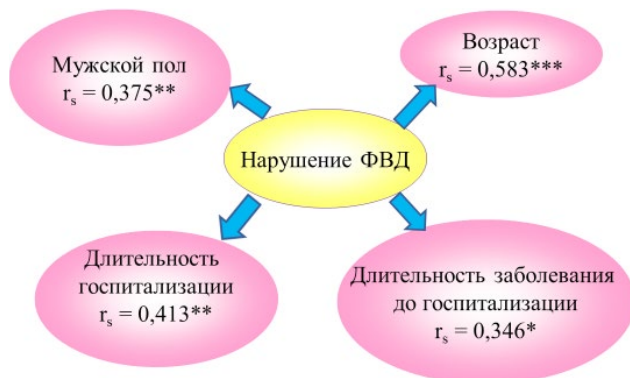 Мужской пол
rₛ = 0,375**
Возраст
rₛ = 0,583***
Нарушение ФВД
Длительность
госпитализации
rₛ = 0,413**
Длительность заболевания
до госпитализации
rₛ = 0,346*